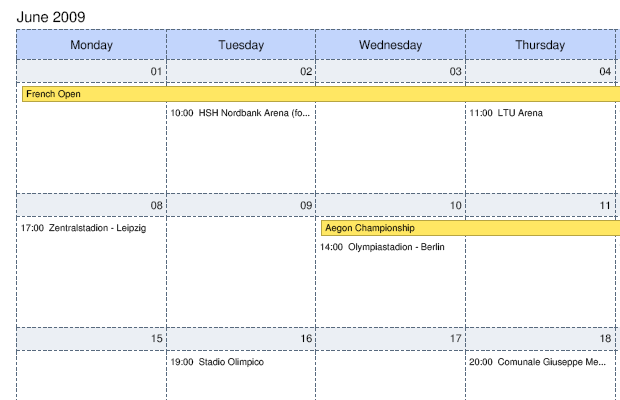 June 2009
Monday Tuesday Wednesday Thursday
01 02 03 04
French Open
10:00 HSH Nordbank Arena (fo... 11:00 LTU Arena
08 09 10 11
17:00 Zentralstadion - Leipzig Aegon Championship
14:00 Olympiastadion - Berlin
15 16 17 18
19:00 Stadio Olimpico 20:00 Comunale Giuseppe Me...